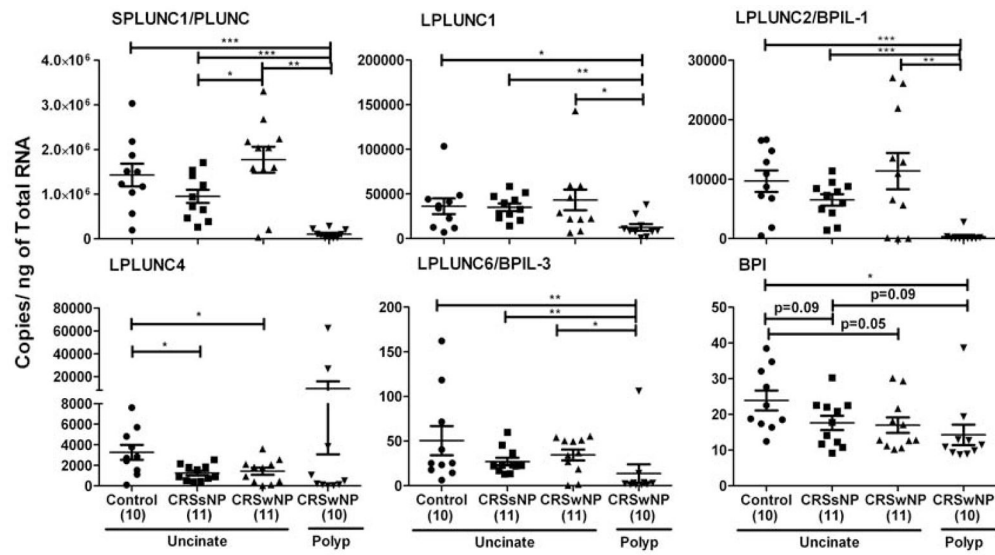 SPLUNC1/PLUNC
LPLUNC1
LPLUNC2/BPIL-1
4.0×10⁶
3.0×10⁶
2.0×10⁶
1.0×10⁶
0
***
***
*
**
200000
150000
100000
50000
0
*
**
*
30000
20000
10000
0
***
***
**
LPLUNC4
LPLUNC6/BPIL-3
BPI
80000
60000
40000
20000
8000
6000
4000
2000
0
*
*
200
150
100
50
0
**
**
*
50
40
30
20
10
0
*
p=0.09
p=0.09
p=0.05
Copies/ ng of Total RNA
Control CRSsNP CRSwNP CRSwNP
(10) (11) (11) (10)
Uncinate Polyp
Control CRSsNP CRSwNP CRSwNP
(10) (11) (11) (10)
Uncinate Polyp
Control CRSsNP CRSwNP CRSwNP
(10) (11) (11) (10)
Uncinate Polyp